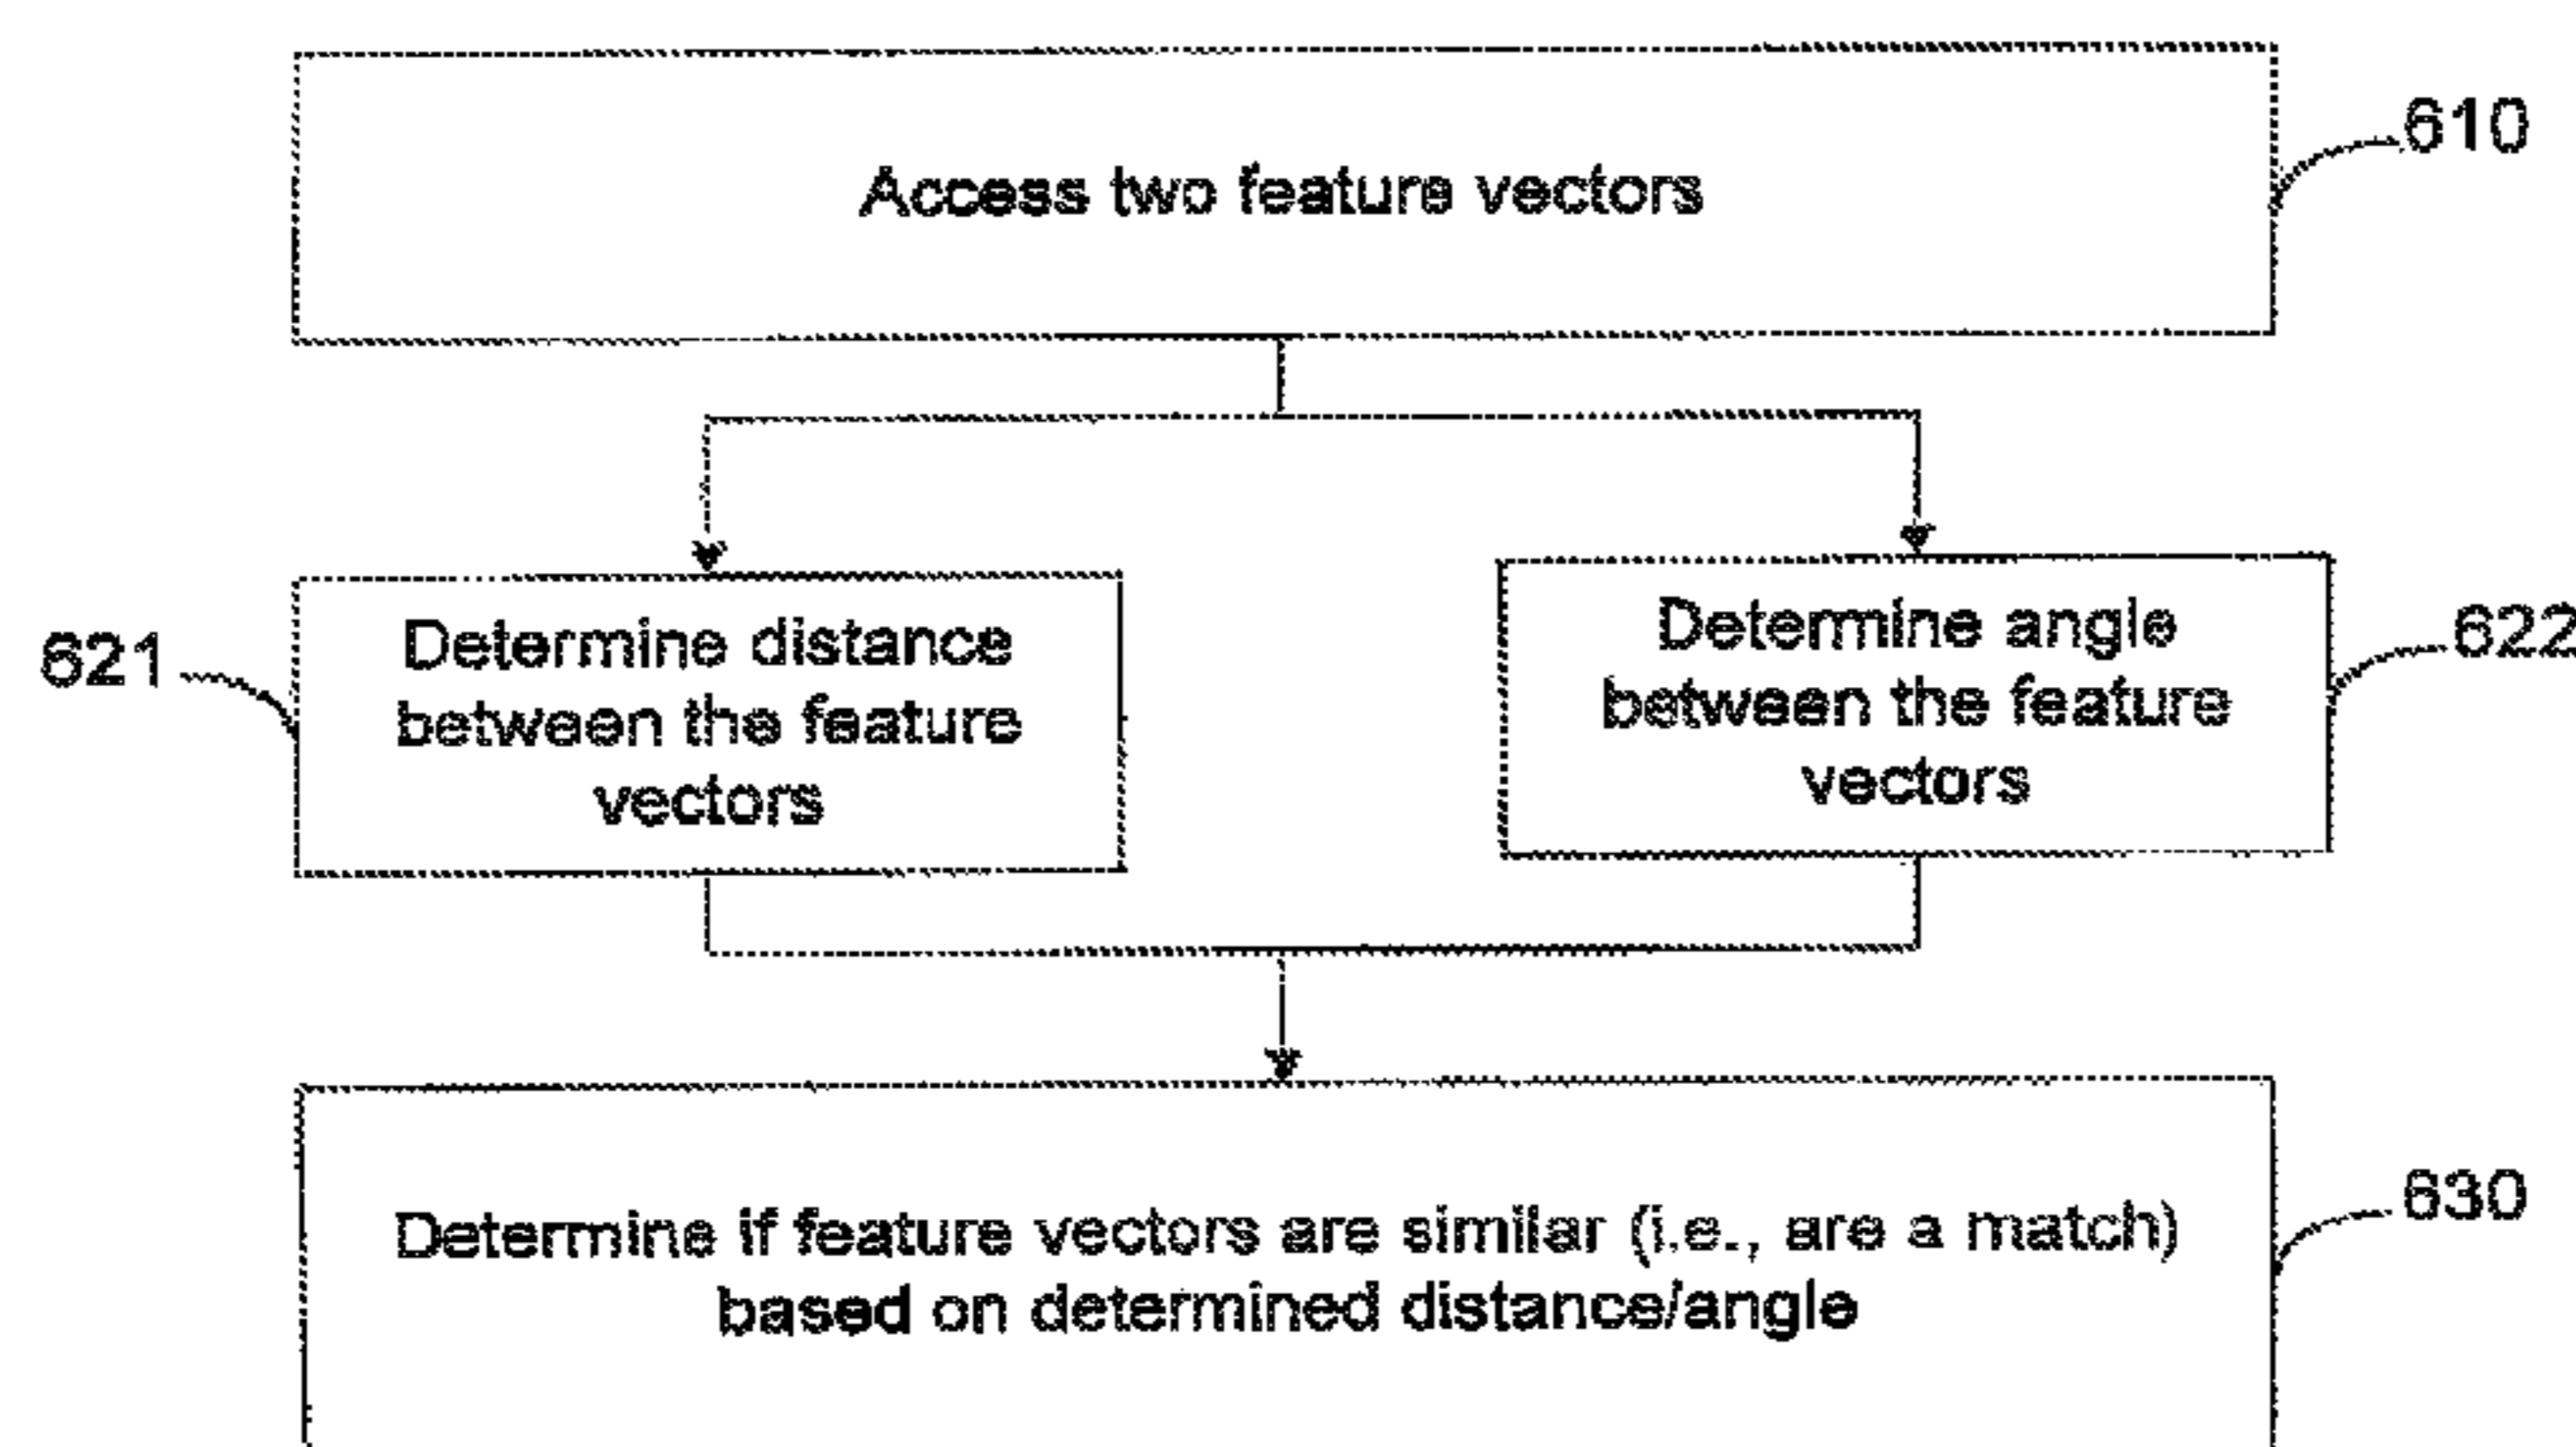 Access two feature vectors
610
621
Determine distance
between the feature
vectors
Determine angle
between the feature
vectors
622
Determine if feature vectors are similar (i.e., are a match)
based on determined distance/angle
630